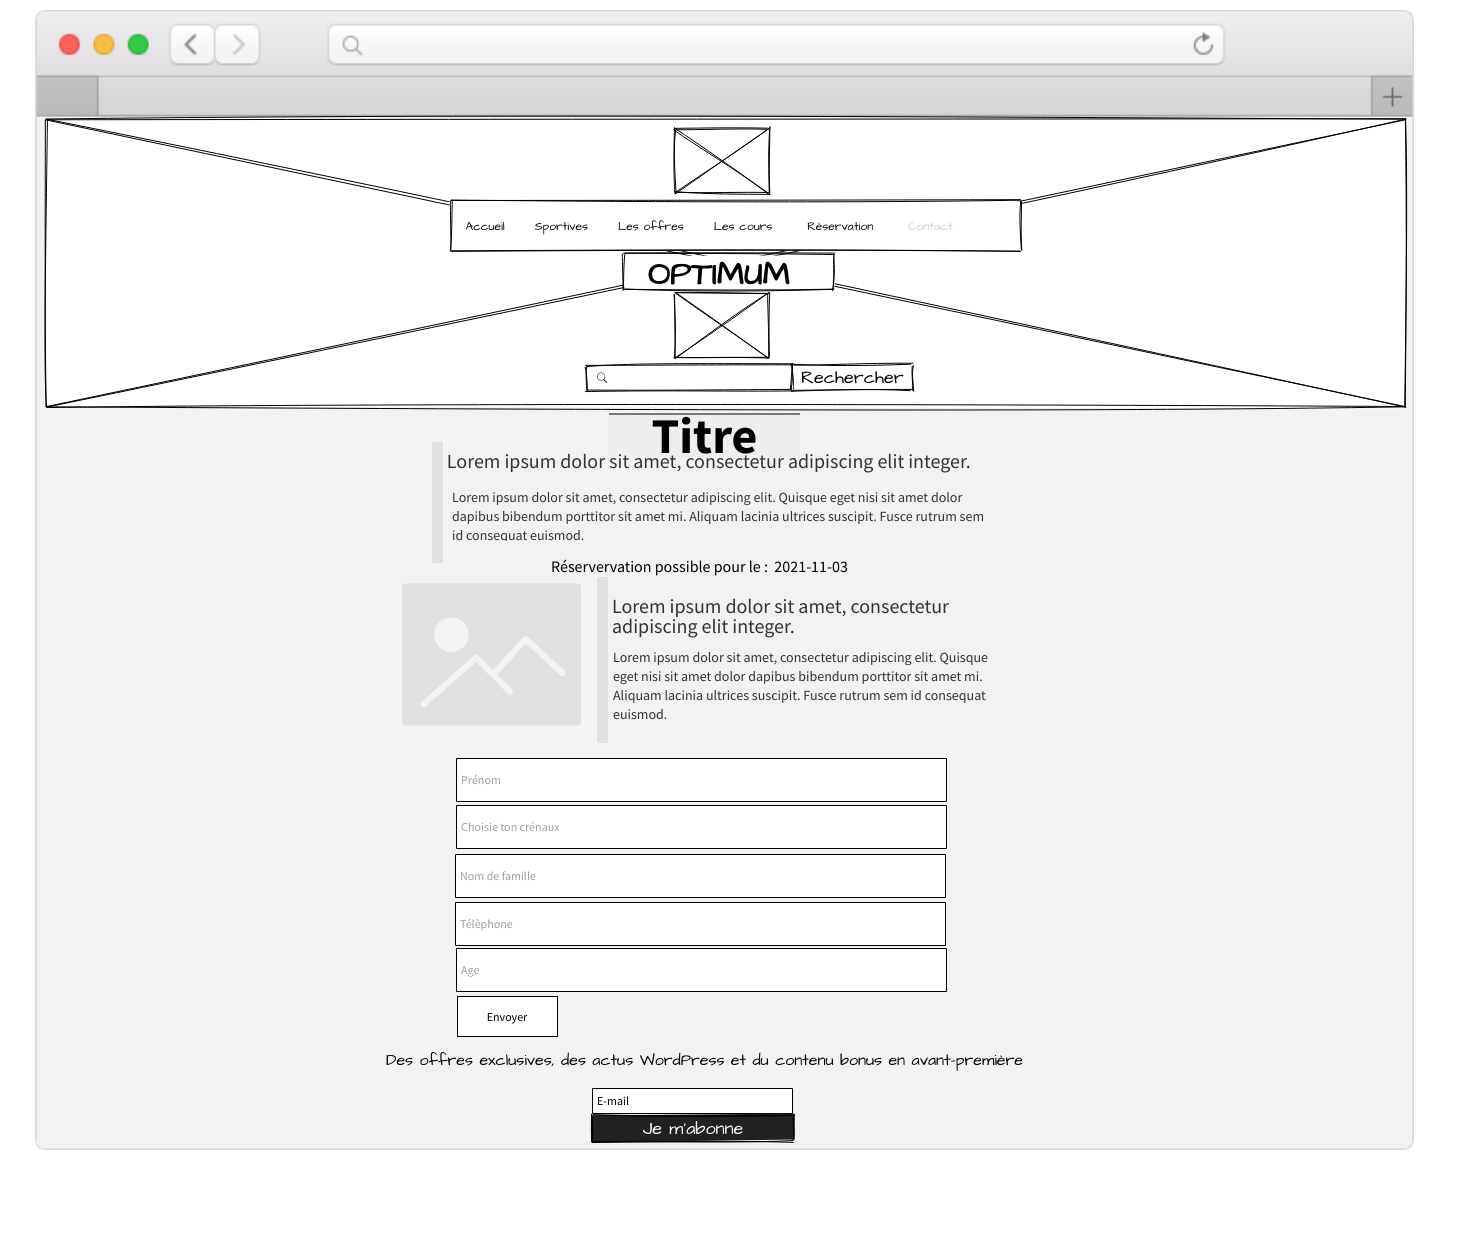 Accueil Sportives Les offres Les cours Réservation Contact
OPTIMUM
Rechercher
Titre
Lorem ipsum dolor sit amet, consectetur adipiscing elit integer.
Lorem ipsum dolor sit amet, consectetur adipiscing elit. Quisque eget nisi sit amet dolor
dapibus bibendum porttitor sit amet mi. Aliquam lacinia ultrices suscipit. Fusce rutrum sem
id consequat euismod.
Réservervation possible pour le : 2021-11-03
Lorem ipsum dolor sit amet, consectetur
adipiscing elit integer.
Lorem ipsum dolor sit amet, consectetur adipiscing elit. Quisque
eget nisi sit amet dolor dapibus bibendum porttitor sit amet mi.
Aliquam lacinia ultrices suscipit. Fusce rutrum sem id consequat
euismod.
Prénom
Choisie ton crénaux
Nom de famille
Télèphone
Age
Envoyer
Des offres exclusives, des actus WordPress et du contenu bonus en avant-première
E-mail
Je m'abonne